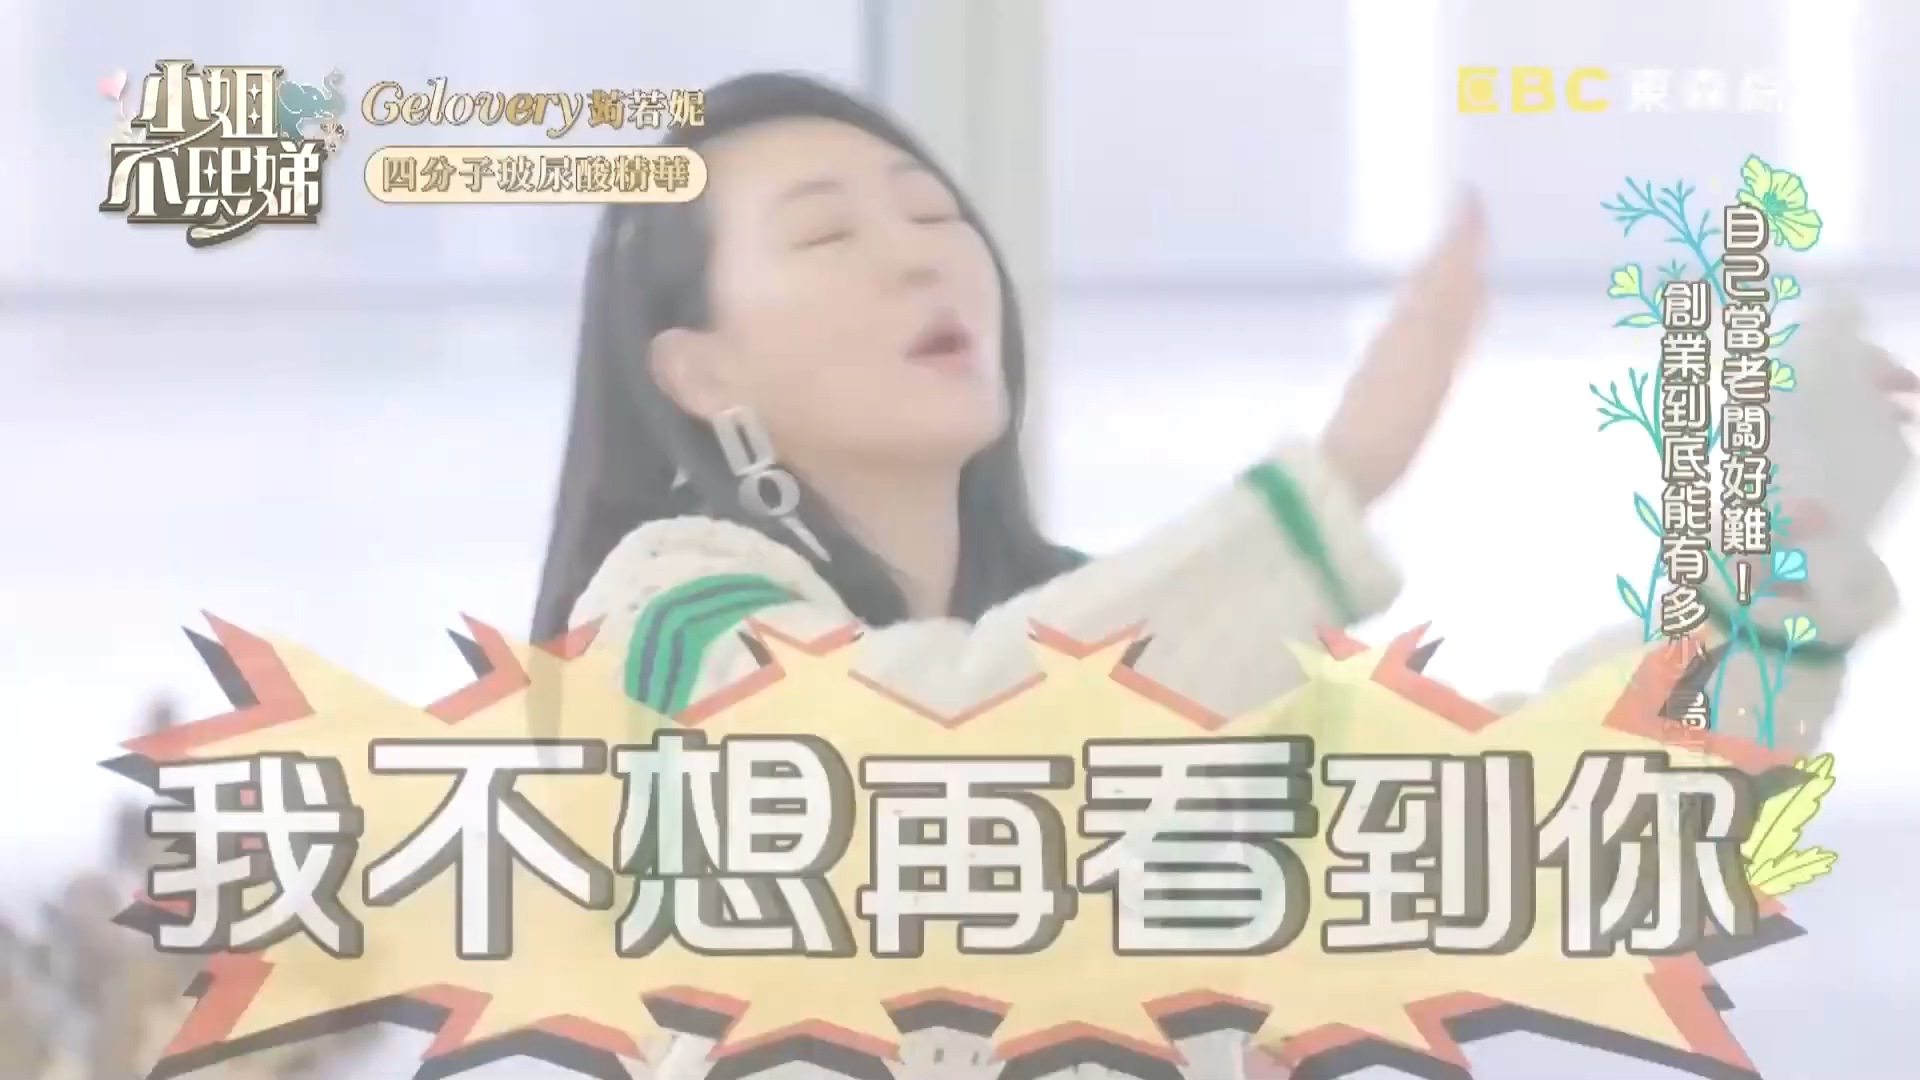 小姐
不熙娣
Gelovery蒟若妮
四分子玻尿酸精華
EBC 東森綜
自己當老闆好難！
創業到底能有多
我不想再看到你